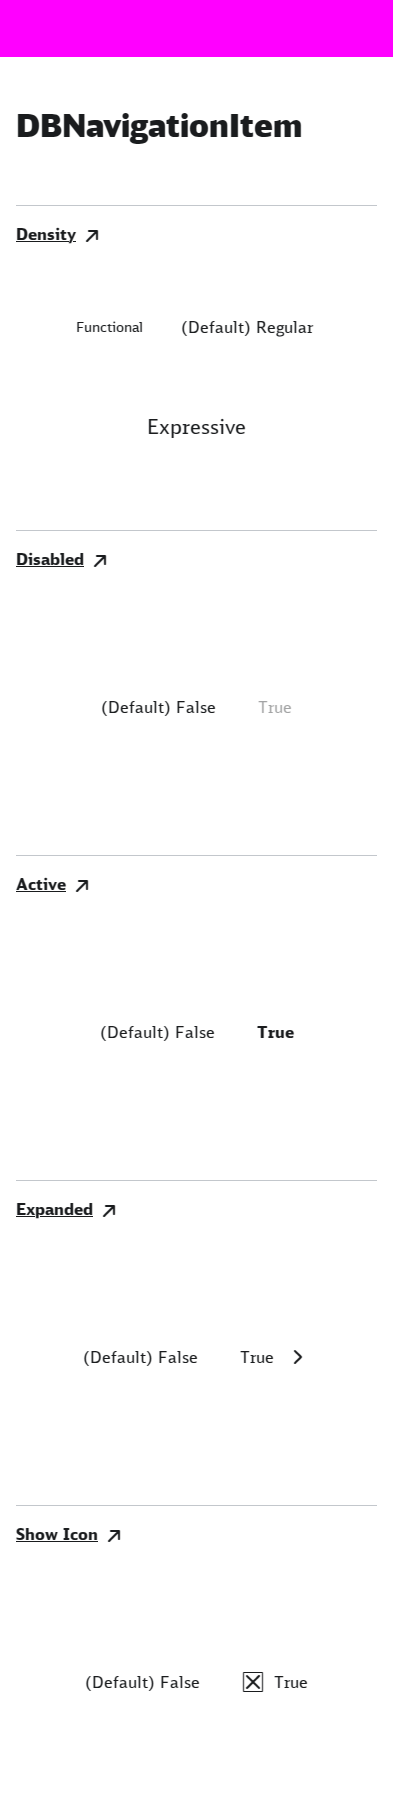 DBNavigationItem
Density
Functional (Default) Regular
Expressive
Disabled
(Default) False True
Active
(Default) False True
Expanded
(Default) False True
Show Icon
(Default) False True